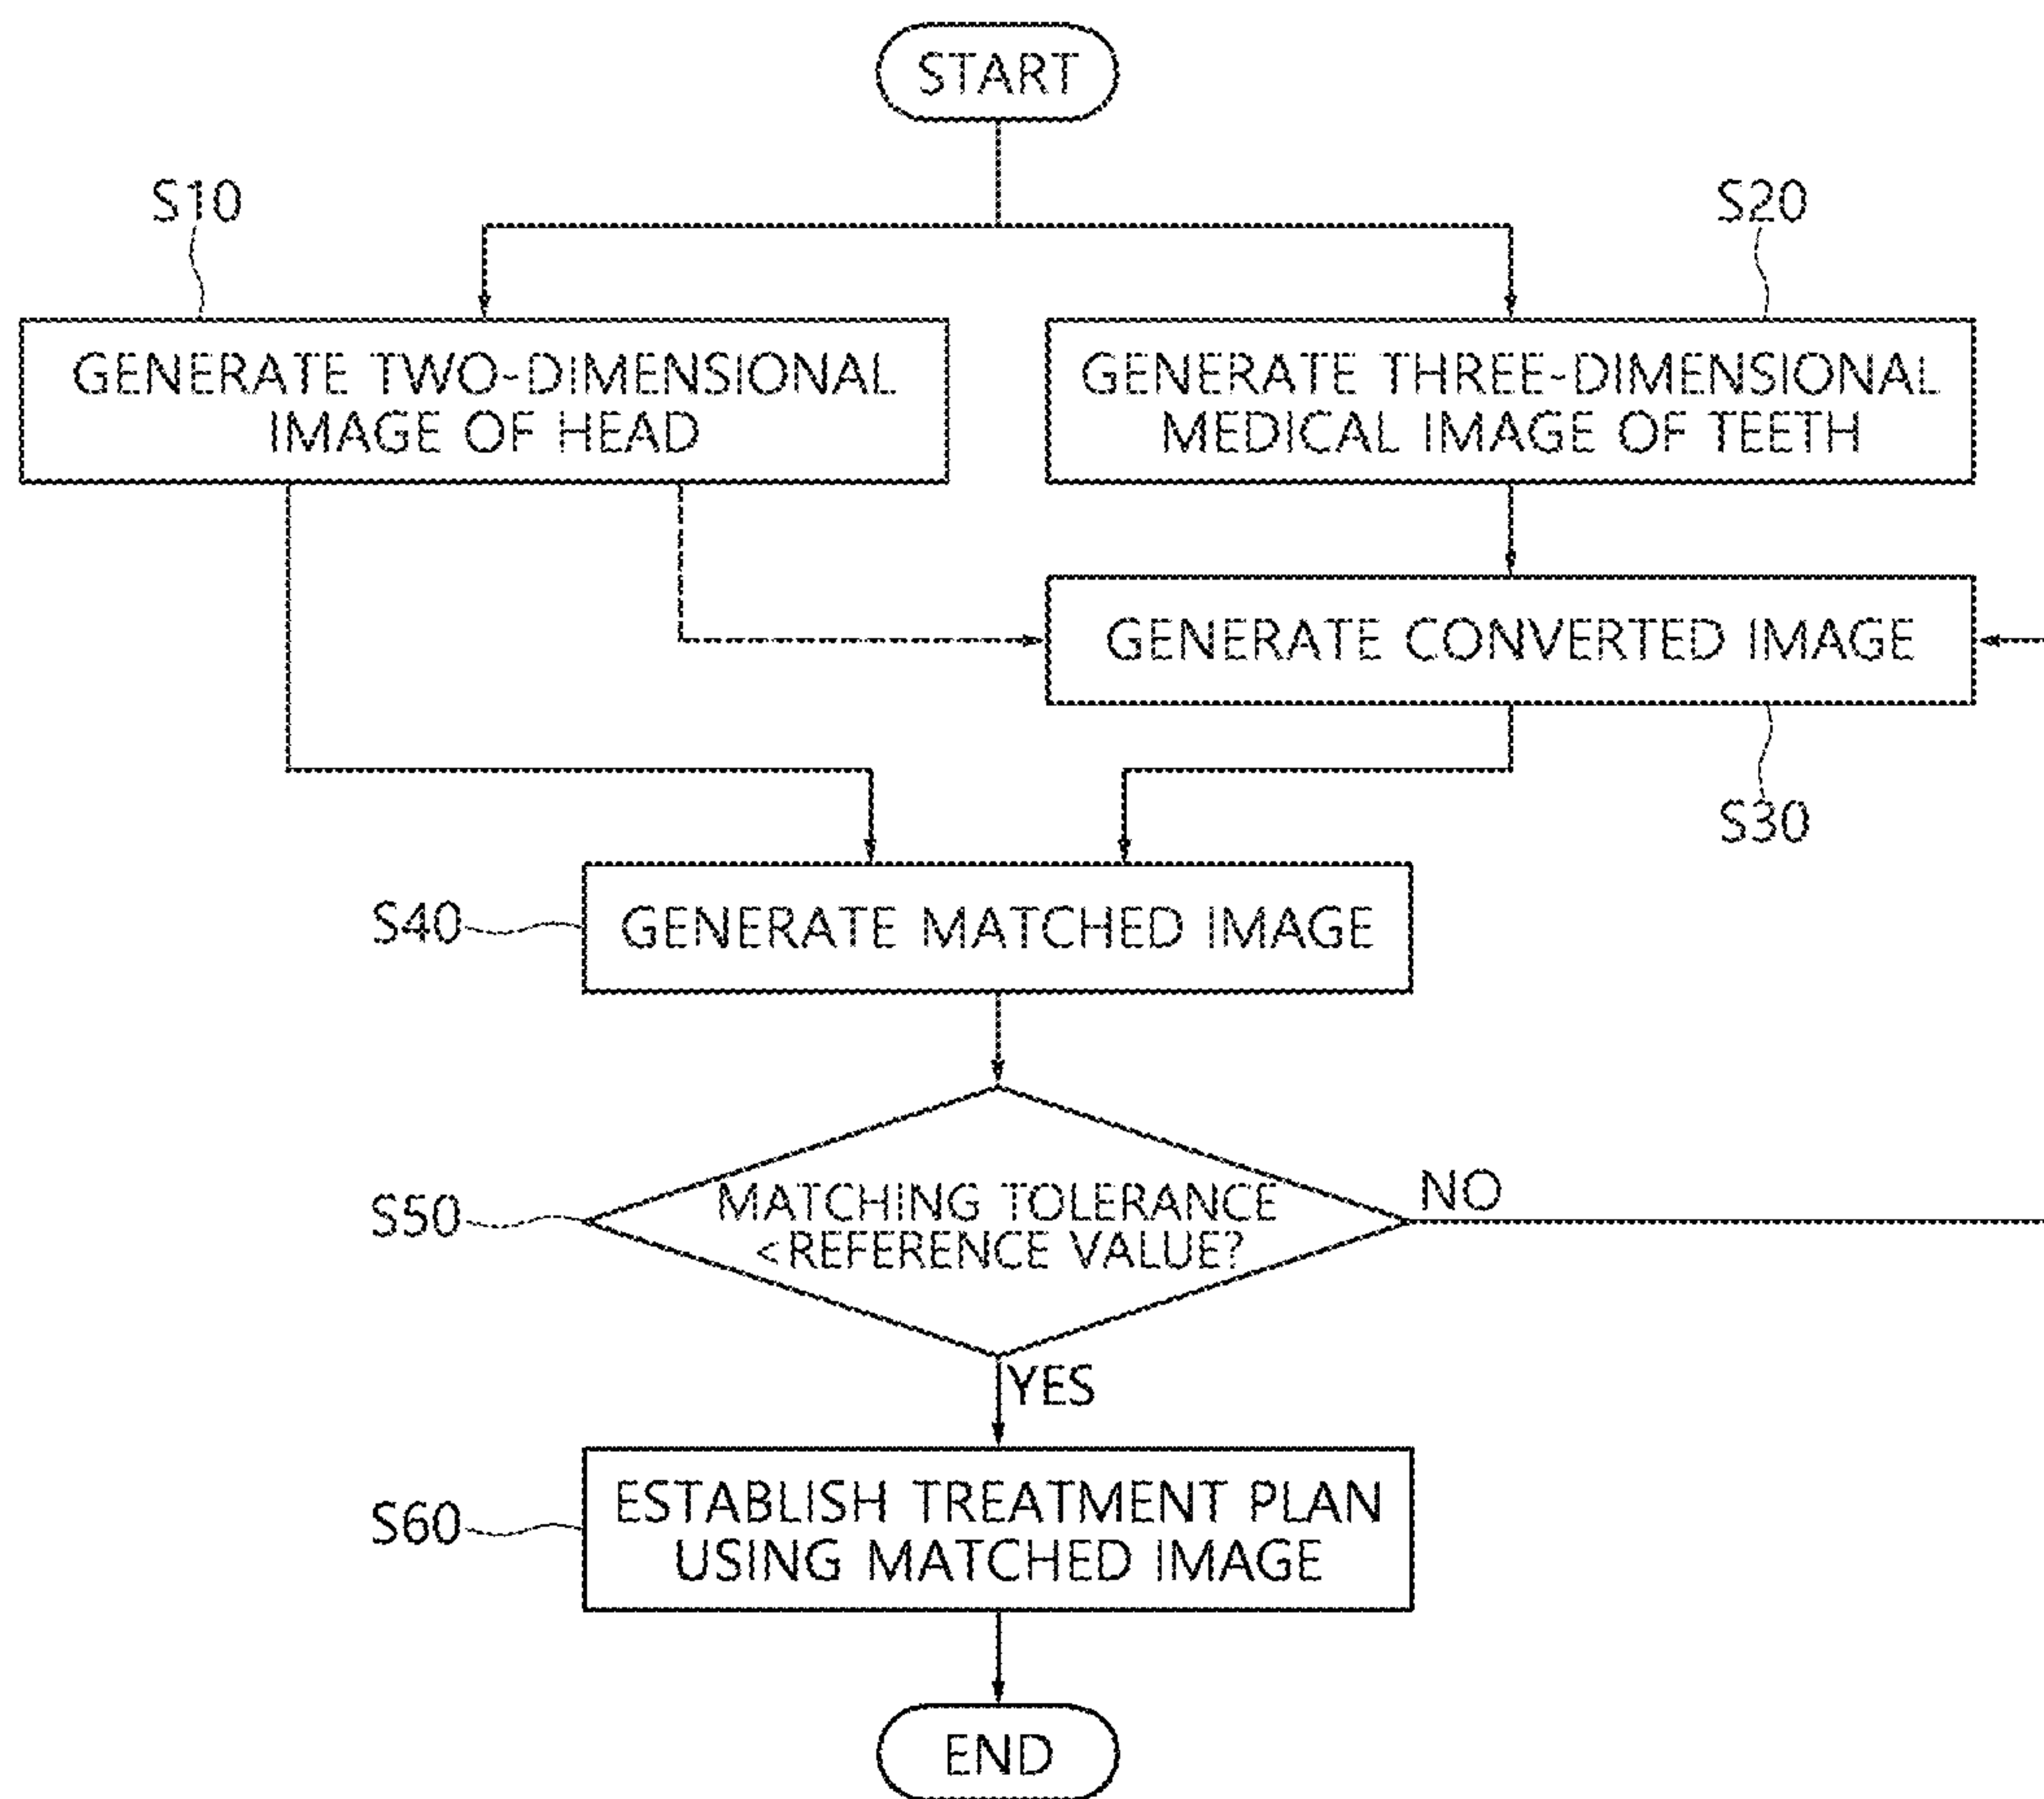 START
S10
S20
GENERATE TWO-DIMENSIONAL
IMAGE OF HEAD
GENERATE THREE-DIMENSIONAL
MEDICAL IMAGE OF TEETH
GENERATE CONVERTED IMAGE
S30
S40
GENERATE MATCHED IMAGE
S50
MATCHING TOLERANCE
<REFERENCE VALUE?
NO
YES
S60
ESTABLISH TREATMENT PLAN
USING MATCHED IMAGE
END